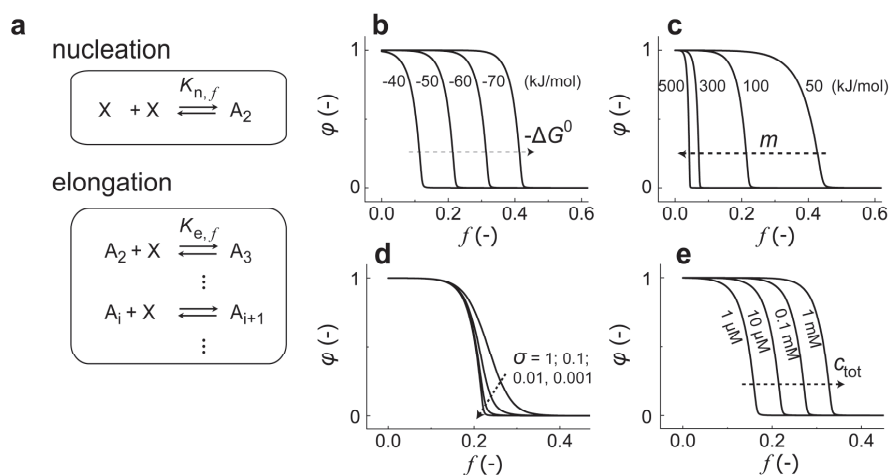 a
nucleation
K_n,f
X + X ⇌ A_2
elongation
K_e,f
A_2 + X ⇌ A_3
⋮
A_i + X ⇌ A_i+1
⋮
b
1
0
φ (-)
-40
-50
-60
-70
(kJ/mol)
-ΔG^0
0.0 0.2 0.4 0.6
f (-)
c
1
0
φ (-)
500
300
100
50
(kJ/mol)
m
0.0 0.2 0.4 0.6
f (-)
d
1
0
φ (-)
σ = 1; 0.1;
0.01, 0.001
0.0 0.2 0.4
f (-)
e
1
0
φ (-)
1 μM
10 μM
0.1 mM
1 mM
c_tot
0.0 0.2 0.4
f (-)